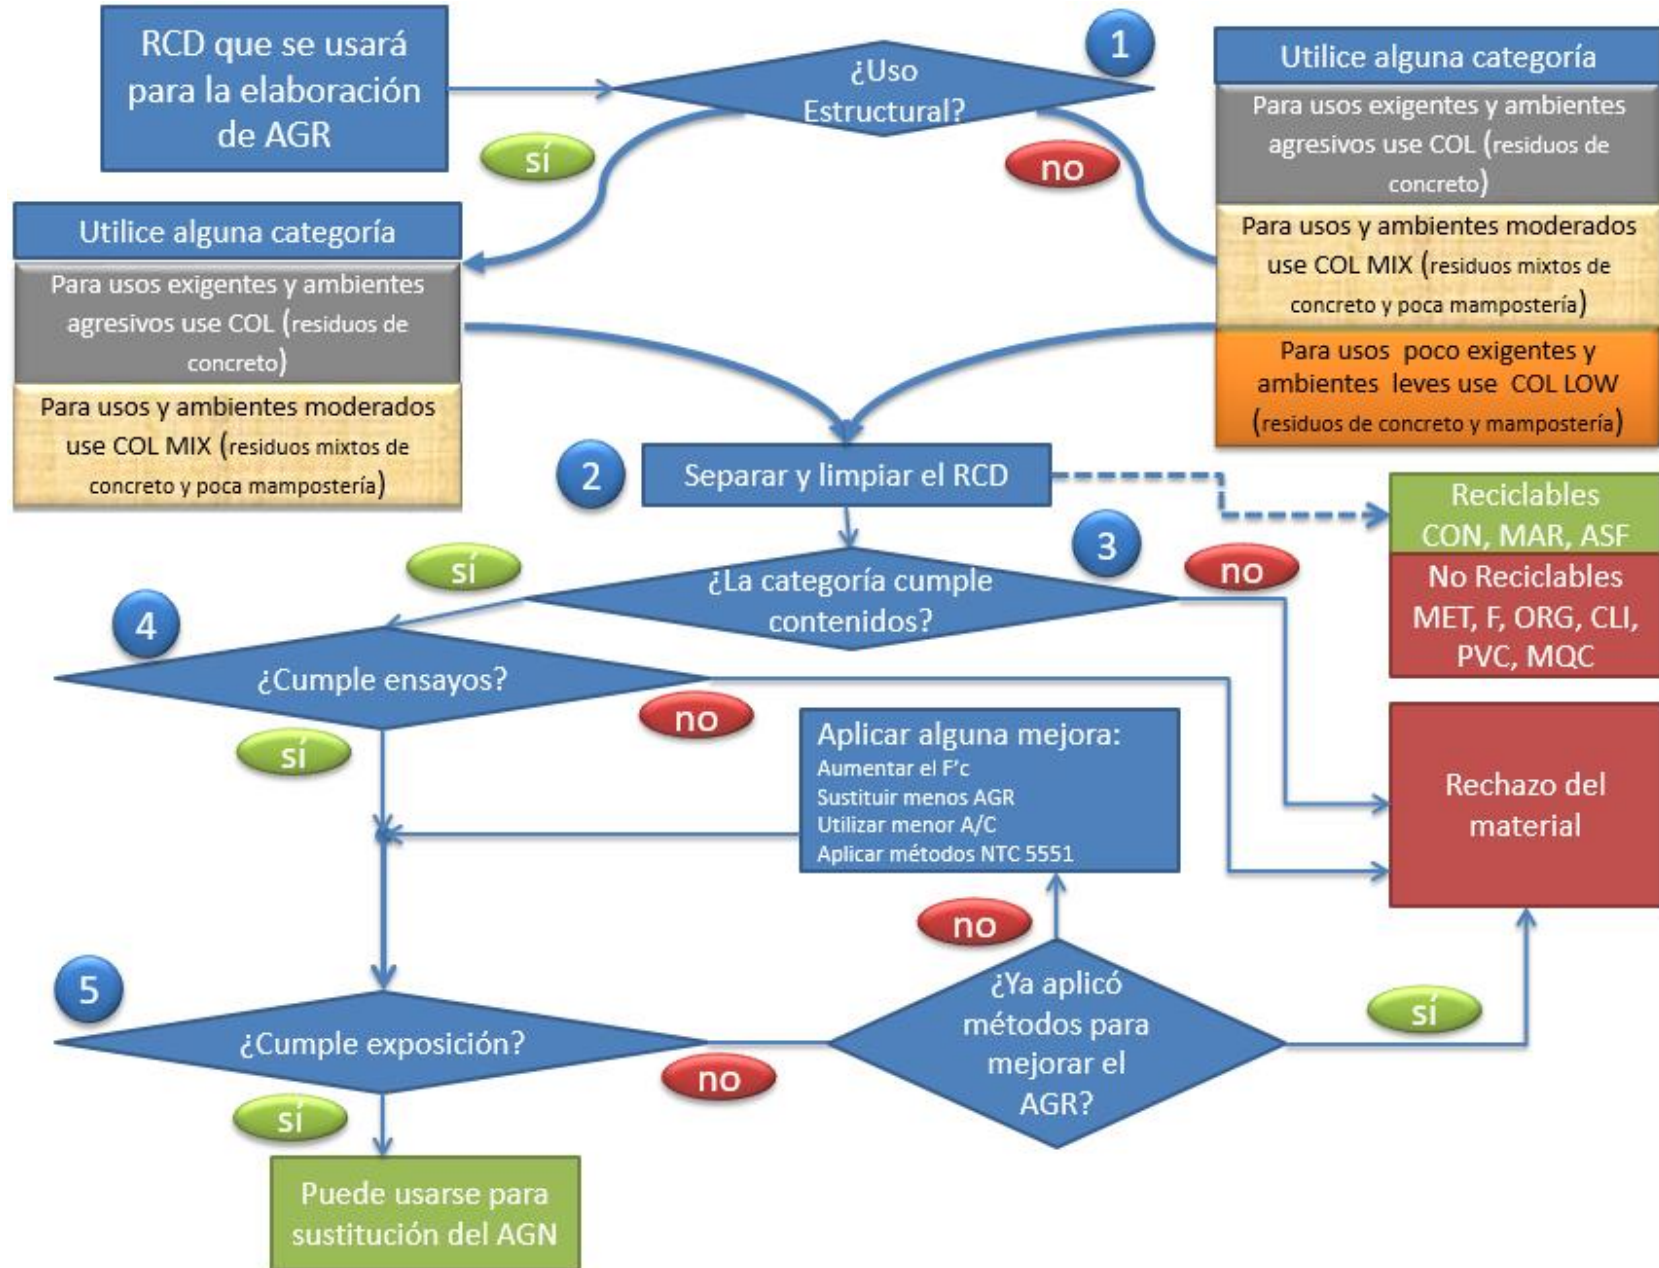 RCD que se usará
para la elaboración
de AGR
¿Uso
Estructural?
1
sí
no
Utilice alguna categoría
Para usos exigentes y ambientes
agresivos use COL (residuos de
concreto)
Para usos y ambientes moderados
use COL MIX (residuos mixtos de
concreto y poca mampostería)
Para usos poco exigentes y
ambientes leves use COL LOW
(residuos de concreto y mampostería)
Utilice alguna categoría
Para usos exigentes y ambientes
agresivos use COL (residuos de
concreto)
Para usos y ambientes moderados
use COL MIX (residuos mixtos de
concreto y poca mampostería)
2
Separar y limpiar el RCD
Reciclables
CON, MAR, ASF
No Reciclables
MET, F, ORG, CLI,
PVC, MQC
3
¿La categoría cumple
contenidos?
sí
no
4
¿Cumple ensayos?
no
sí
Aplicar alguna mejora:
Aumentar el F'c
Sustituir menos AGR
Utilizar menor A/C
Aplicar métodos NTC 5551
Rechazo del
material
no
5
¿Cumple exposición?
no
¿Ya aplicó
métodos para
mejorar el
AGR?
sí
sí
Puede usarse para
sustitución del AGN